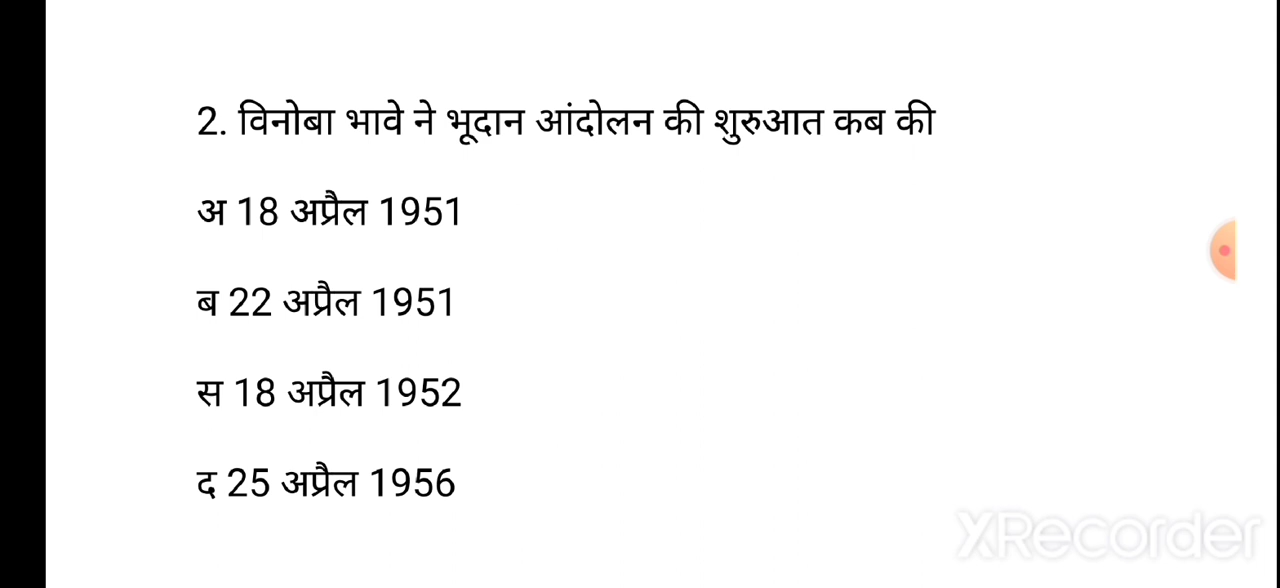 2. विनोबा भावे ने भूदान आंदोलन की शुरुआत कब की
अ 18 अप्रैल 1951
ब 22 अप्रैल 1951
स 18 अप्रैल 1952
द 25 अप्रैल 1956
XRecorder